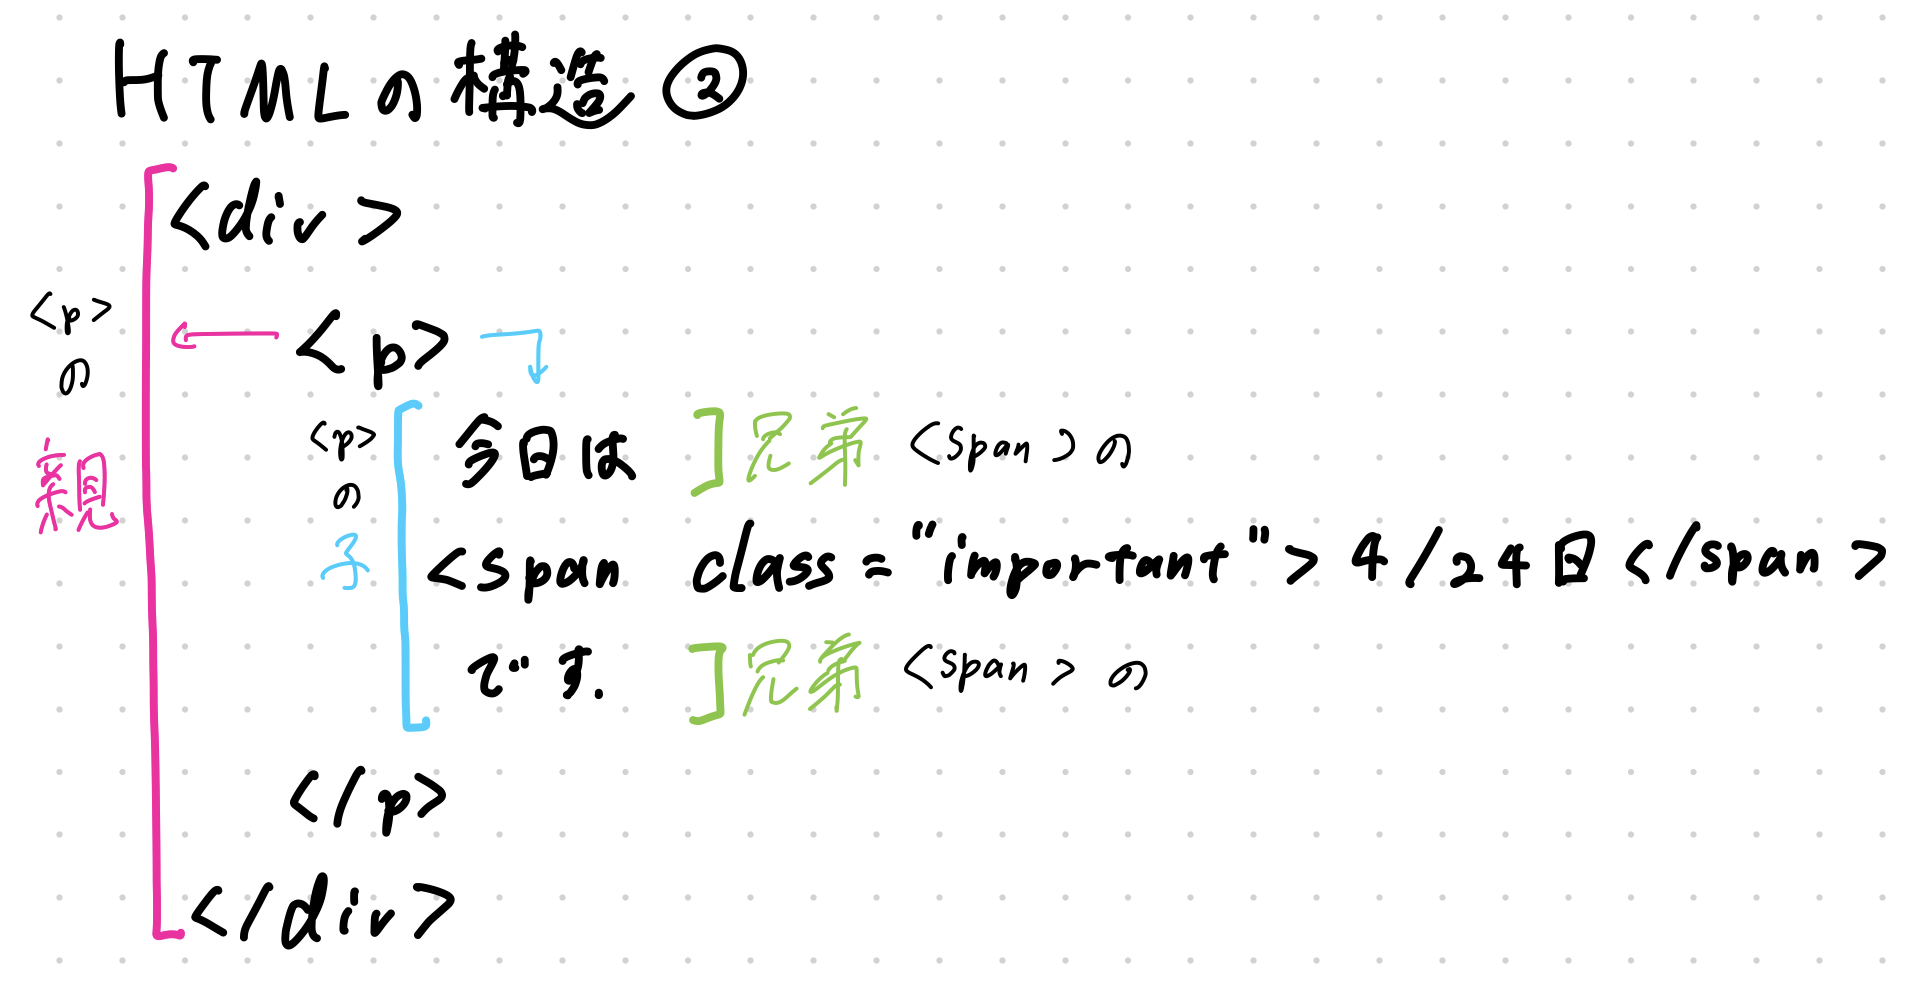 HTMLの構造 ②
<div>
<p>
の
親
<p>
<p>
の
子
今日は ]兄弟 <span>の
<span class="important">4/24日</span>
です. ]兄弟 <span>の
</p>
</div>